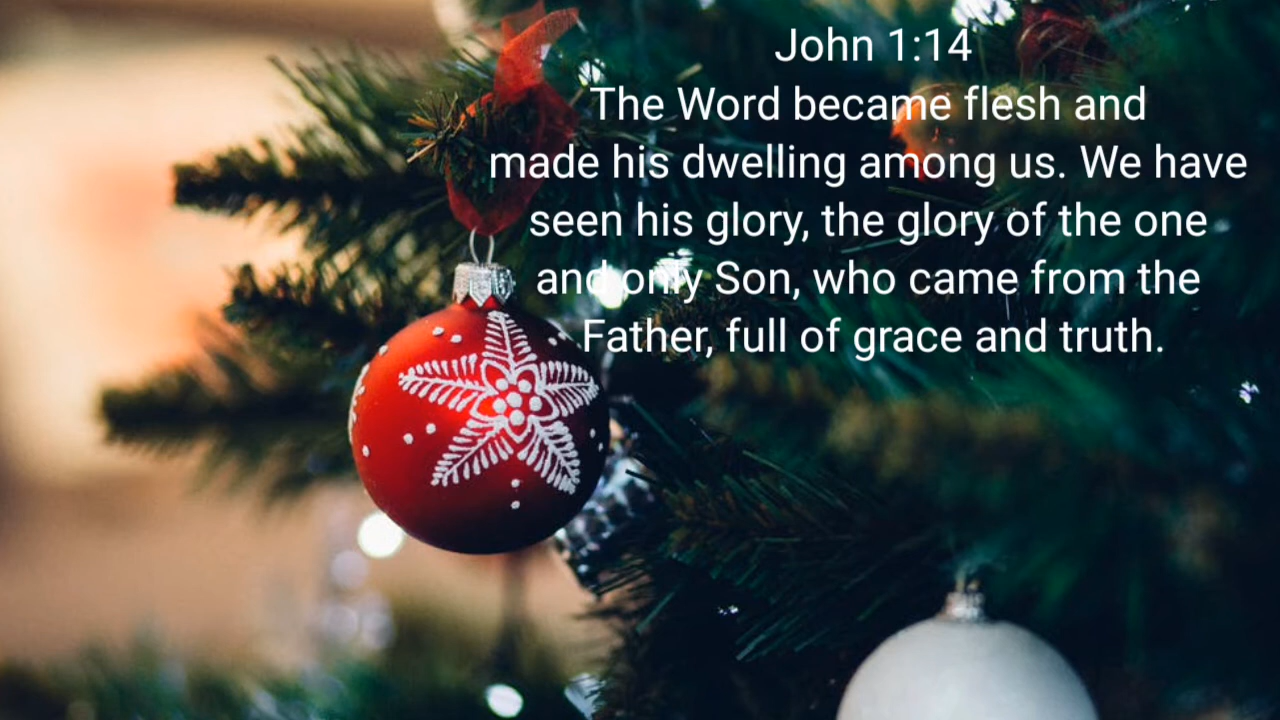 John 1:14
The Word became flesh and
made his dwelling among us. We have
seen his glory, the glory of the one
and only Son, who came from the
Father, full of grace and truth.